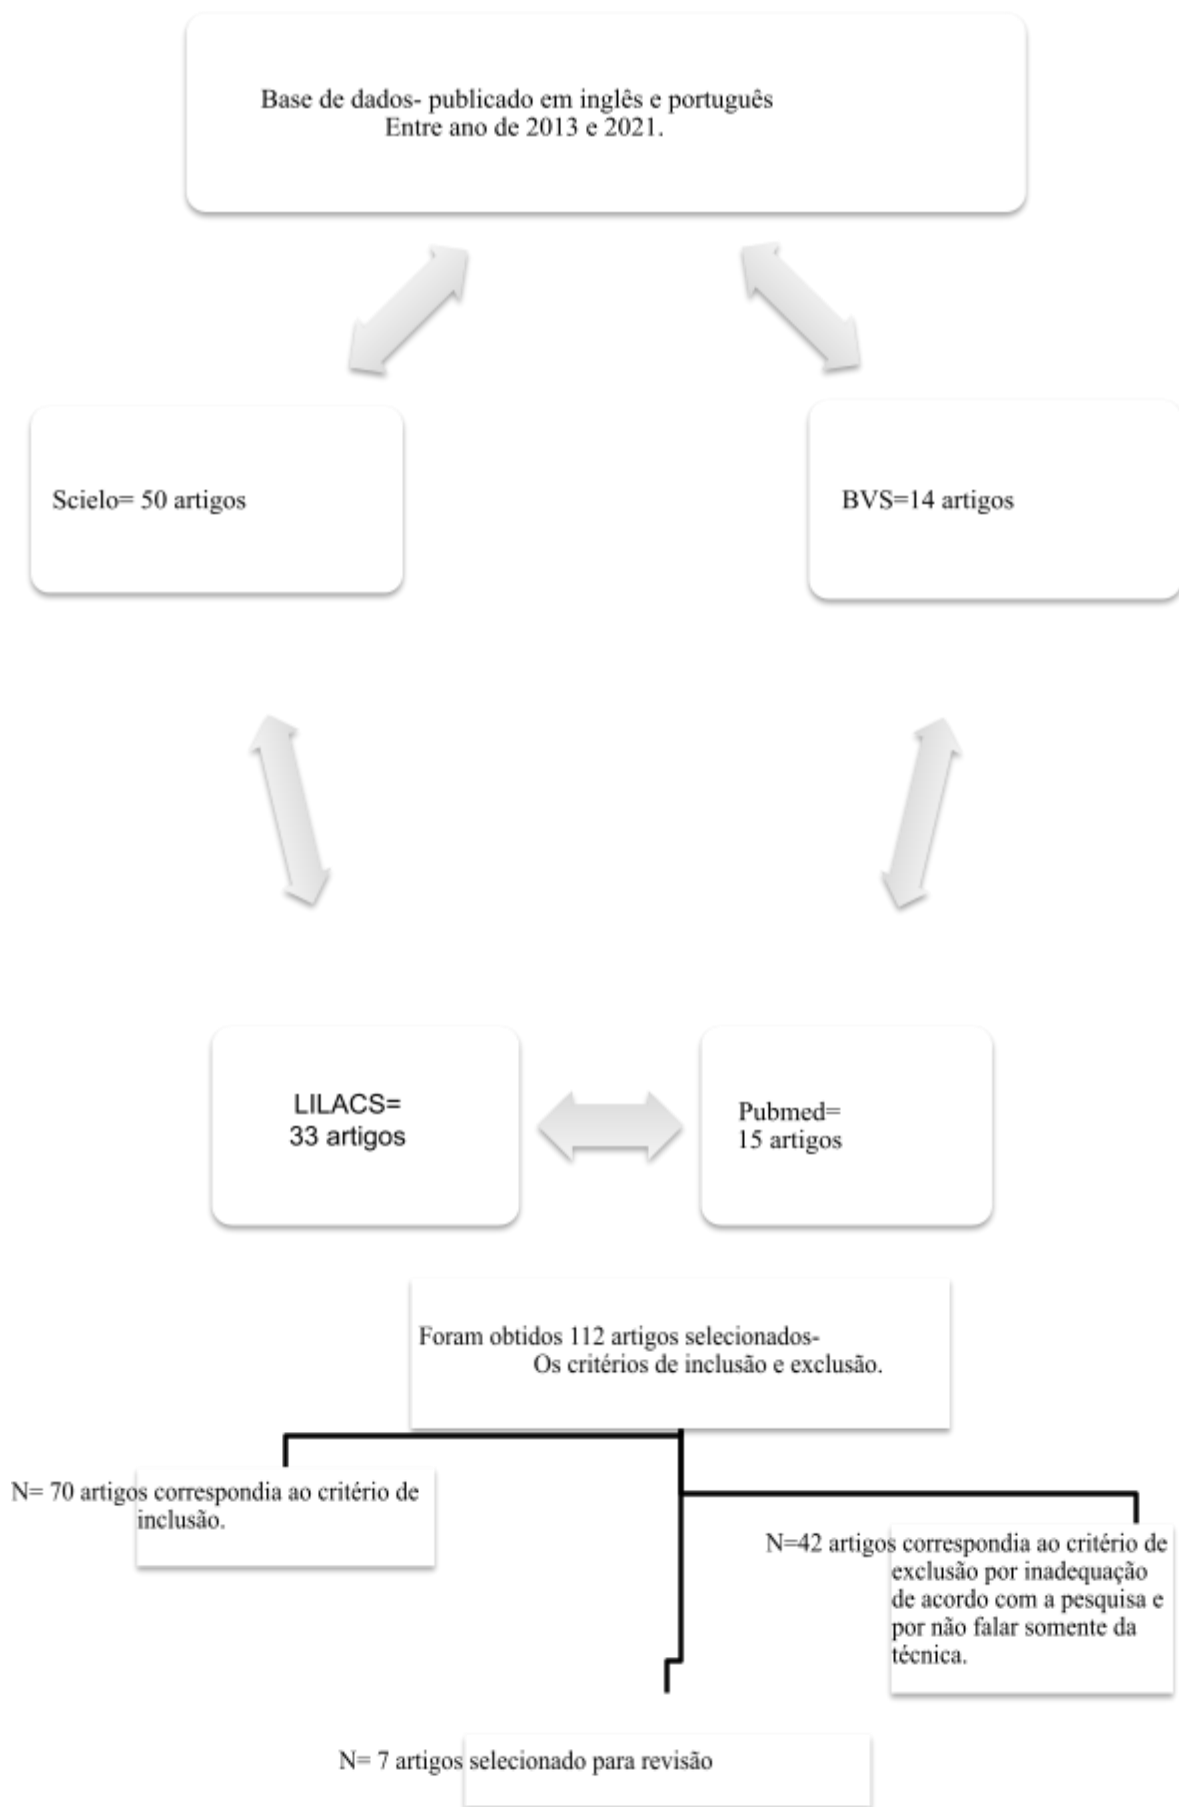 Base de dados- publicado em inglês e português
Entre ano de 2013 e 2021.
Scielo= 50 artigos
BVS=14 artigos
LILACS=
33 artigos
Pubmed=
15 artigos
Foram obtidos 112 artigos selecionados-
Os critérios de inclusão e exclusão.
N= 70 artigos correspondia ao critério de
inclusão.
N=42 artigos correspondia ao critério de
exclusão por inadequação
de acordo com a pesquisa e
por não falar somente da
técnica.
N= 7 artigos selecionado para revisão